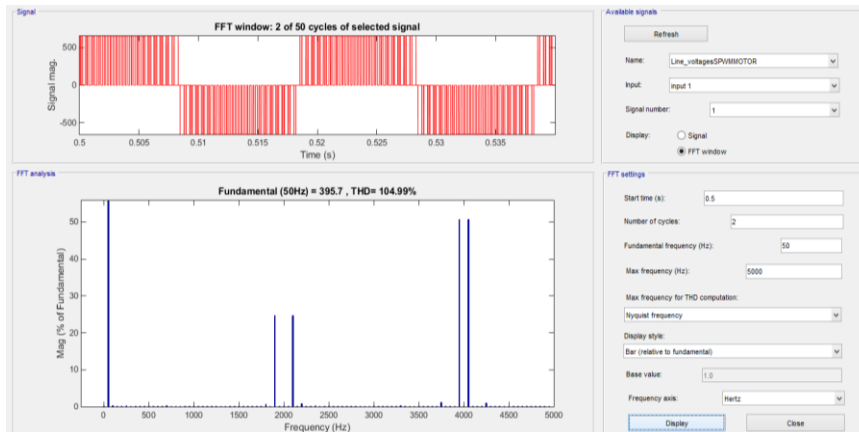 Signal
FFT window: 2 of 50 cycles of selected signal
Signal mag.
500
0
-500
0.5 0.505 0.51 0.515 0.52 0.525 0.53 0.535
Time (s)
FFT analysis
Fundamental (50Hz) = 395.7 , THD= 104.99%
Mag (% of Fundamental)
50
40
30
20
10
0
0 500 1000 1500 2000 2500 3000 3500 4000 4500 5000
Frequency (Hz)
Available signals
Refresh
Name: Line_voltagesSPWMMOTOR
Input: input 1
Signal number: 1
Display: Signal
FFT window
FFT settings
Start time (s): 0.5
Number of cycles: 2
Fundamental frequency (Hz): 50
Max frequency (Hz): 5000
Max frequency for THD computation:
Nyquist frequency
Display style:
Bar (relative to fundamental)
Base value: 1.0
Frequency axis: Hertz
Display Close